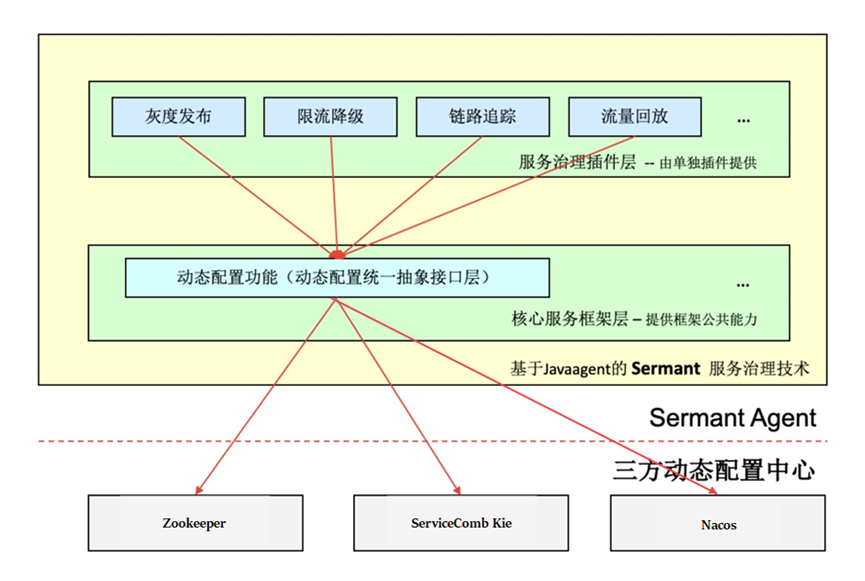 灰度发布
限流降级
链路追踪
流量回放
...
服务治理插件层 -- 由单独插件提供
动态配置功能（动态配置统一抽象接口层）
...
核心服务框架层 – 提供框架公共能力
基于Javaagent的 Sermant 服务治理技术
Sermant Agent
三方动态配置中心
Zookeeper
ServiceComb Kie
Nacos